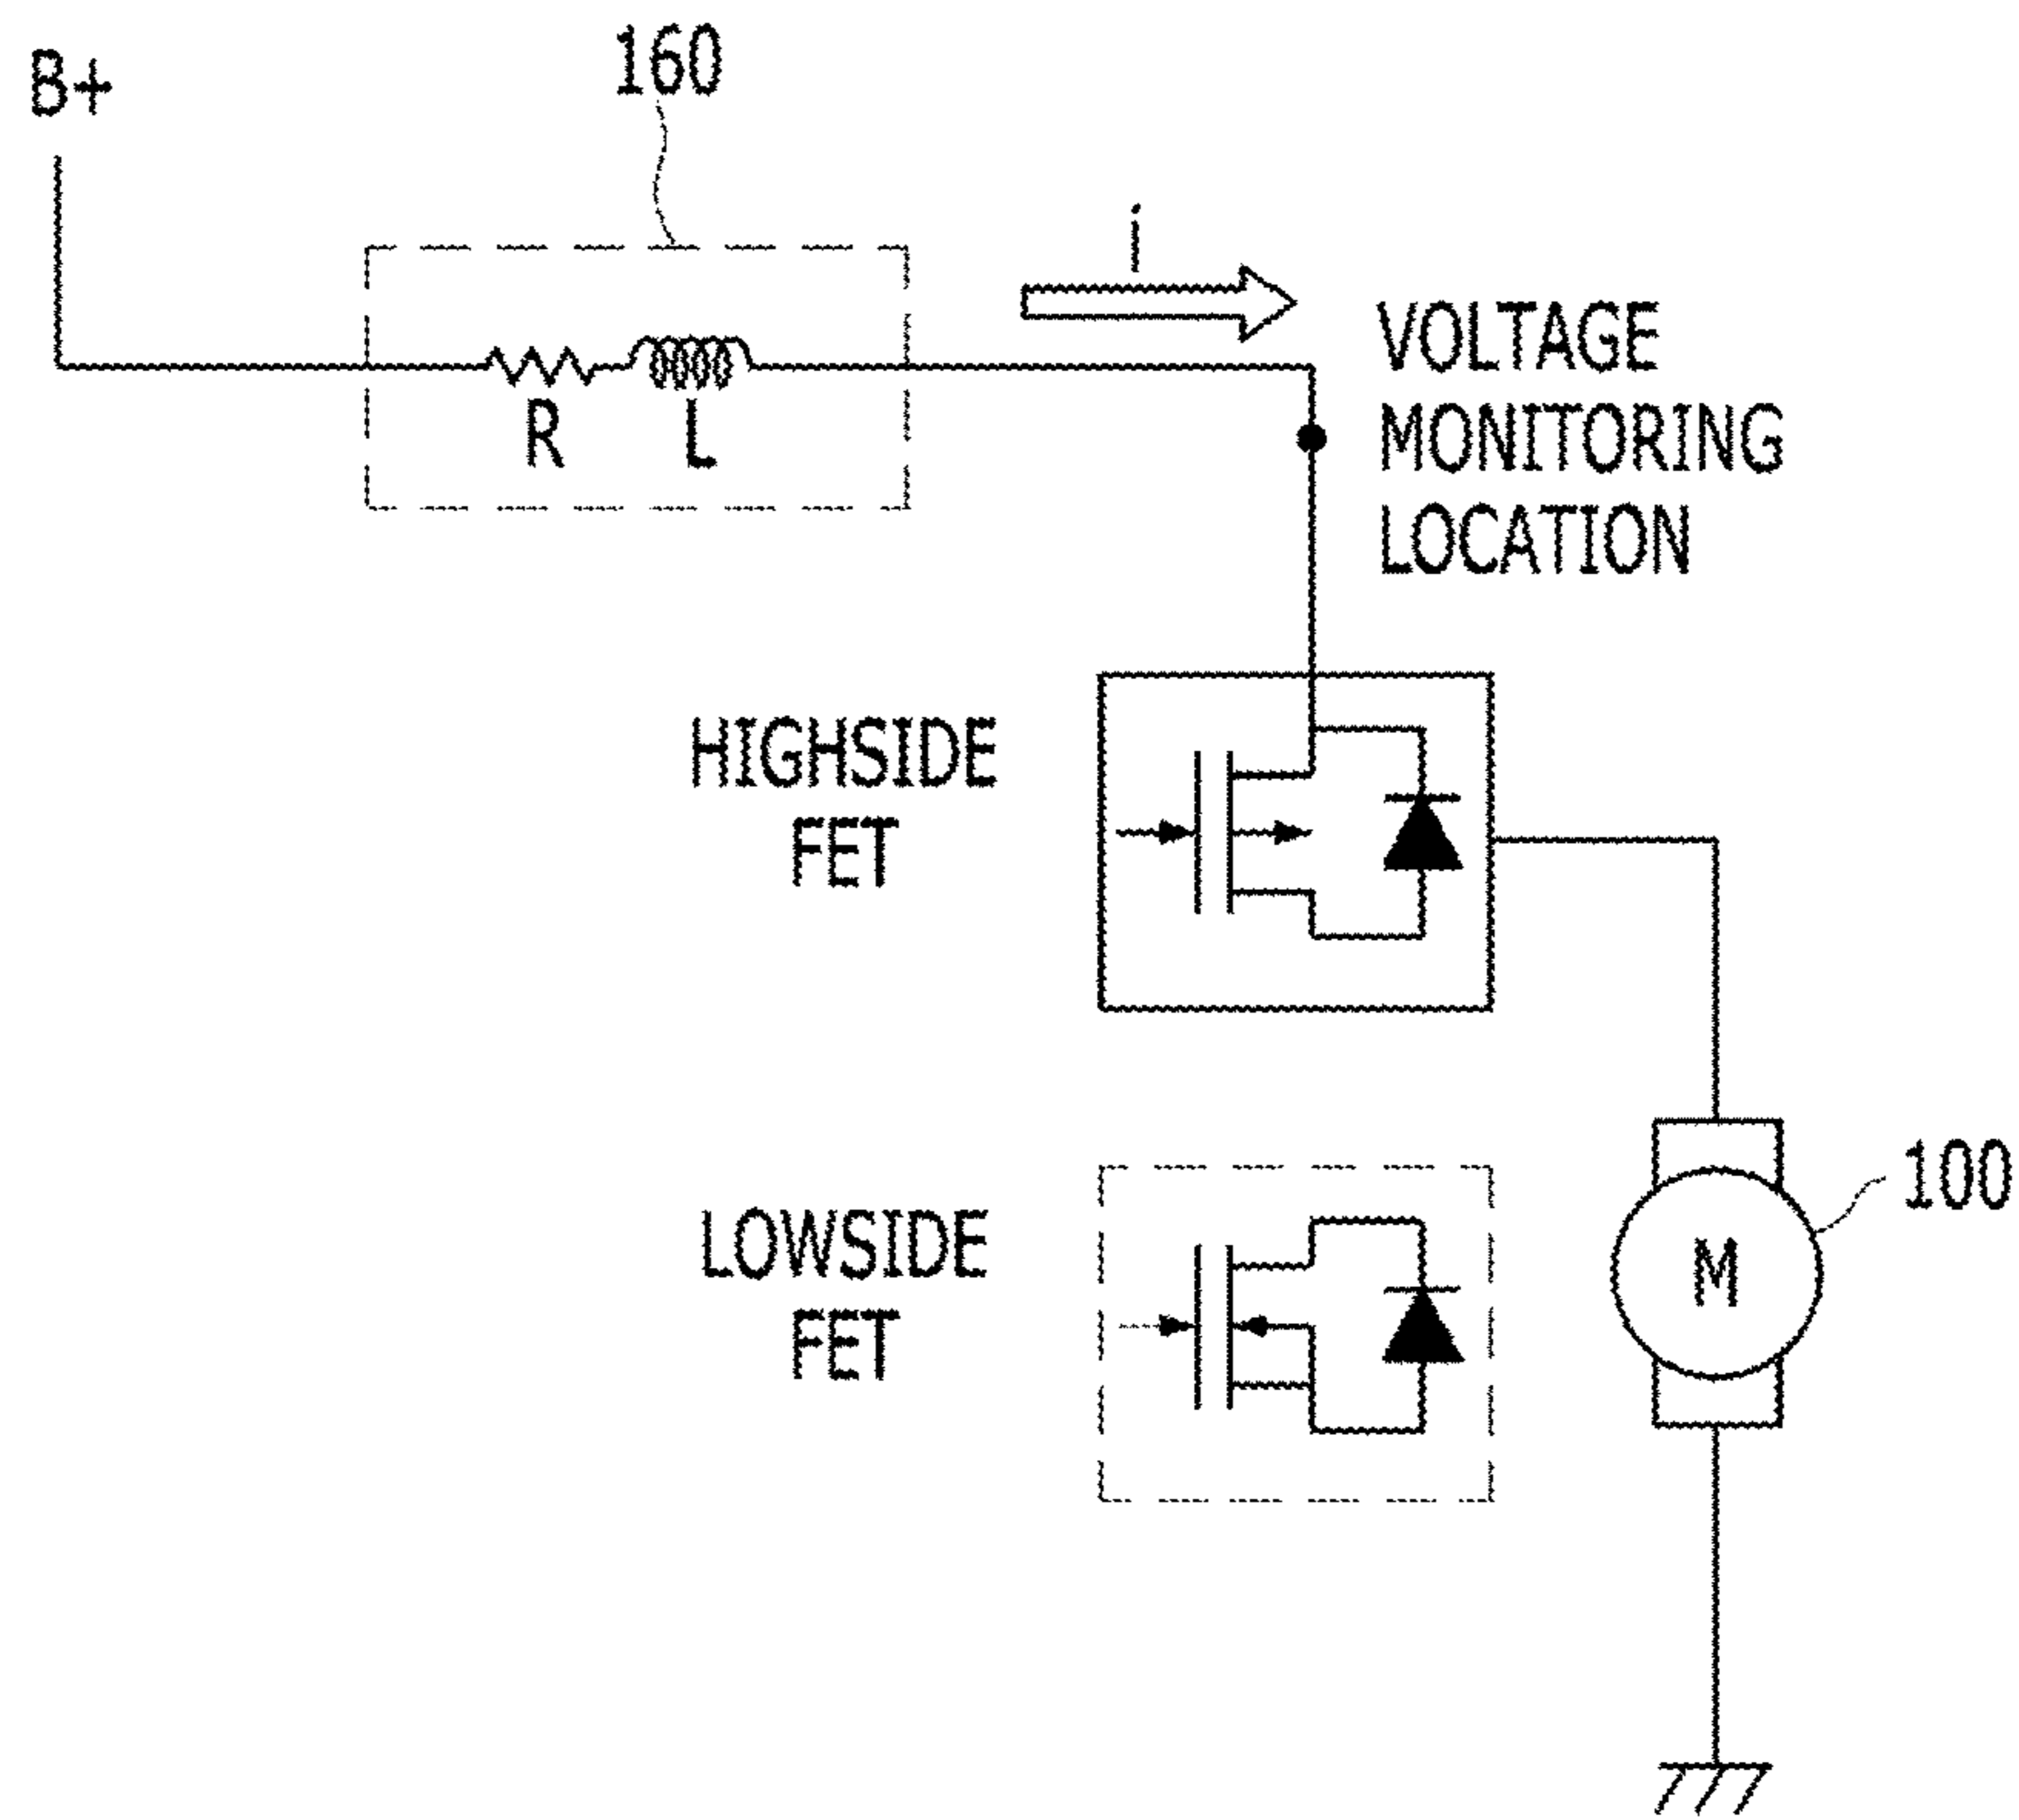 B+
160
i
VOLTAGE
MONITORING
LOCATION
R
L
HIGHSIDE
FET
LOWSIDE
FET
100
M